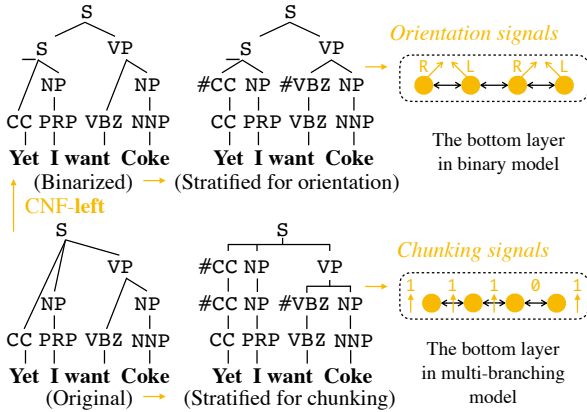 S
S
Orientation signals
_S
VP
_S
VP
R L R L
NP
#CC NP #VBZ NP
CC PRP VBZ NNP
CC PRP VBZ NNP
The bottom layer
in binary model
Yet I want Coke
Yet I want Coke
(Binarized)
(Stratified for orientation)
CNF-left
S
S
Chunking signals
VP
#CC NP VP
1 1 1 0 1
NP
#CC NP #VBZ NP
CC PRP VBZ NNP
CC PRP VBZ NNP
The bottom layer
in multi-branching
model
Yet I want Coke
Yet I want Coke
(Original)
(Stratified for chunking)